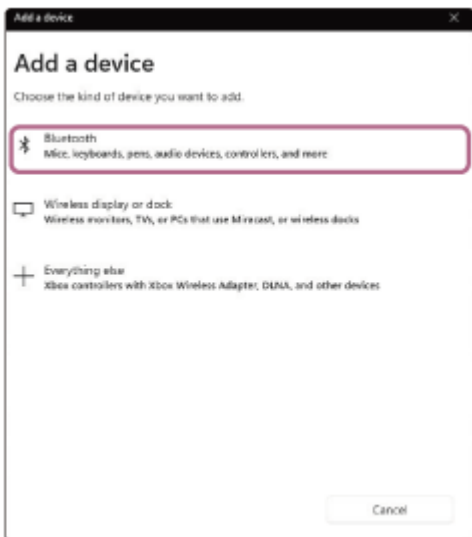 Add a device
Add a device
Choose the kind of device you want to add.
Bluetooth
Mice, keyboards, pens, audio devices, controllers, and more
Wireless display or dock
Wireless monitors, TVs, or PCs that use Miracast, or wireless docks
Everything else
Xbox controllers with Xbox Wireless Adapter, DLNA, and other devices
Cancel